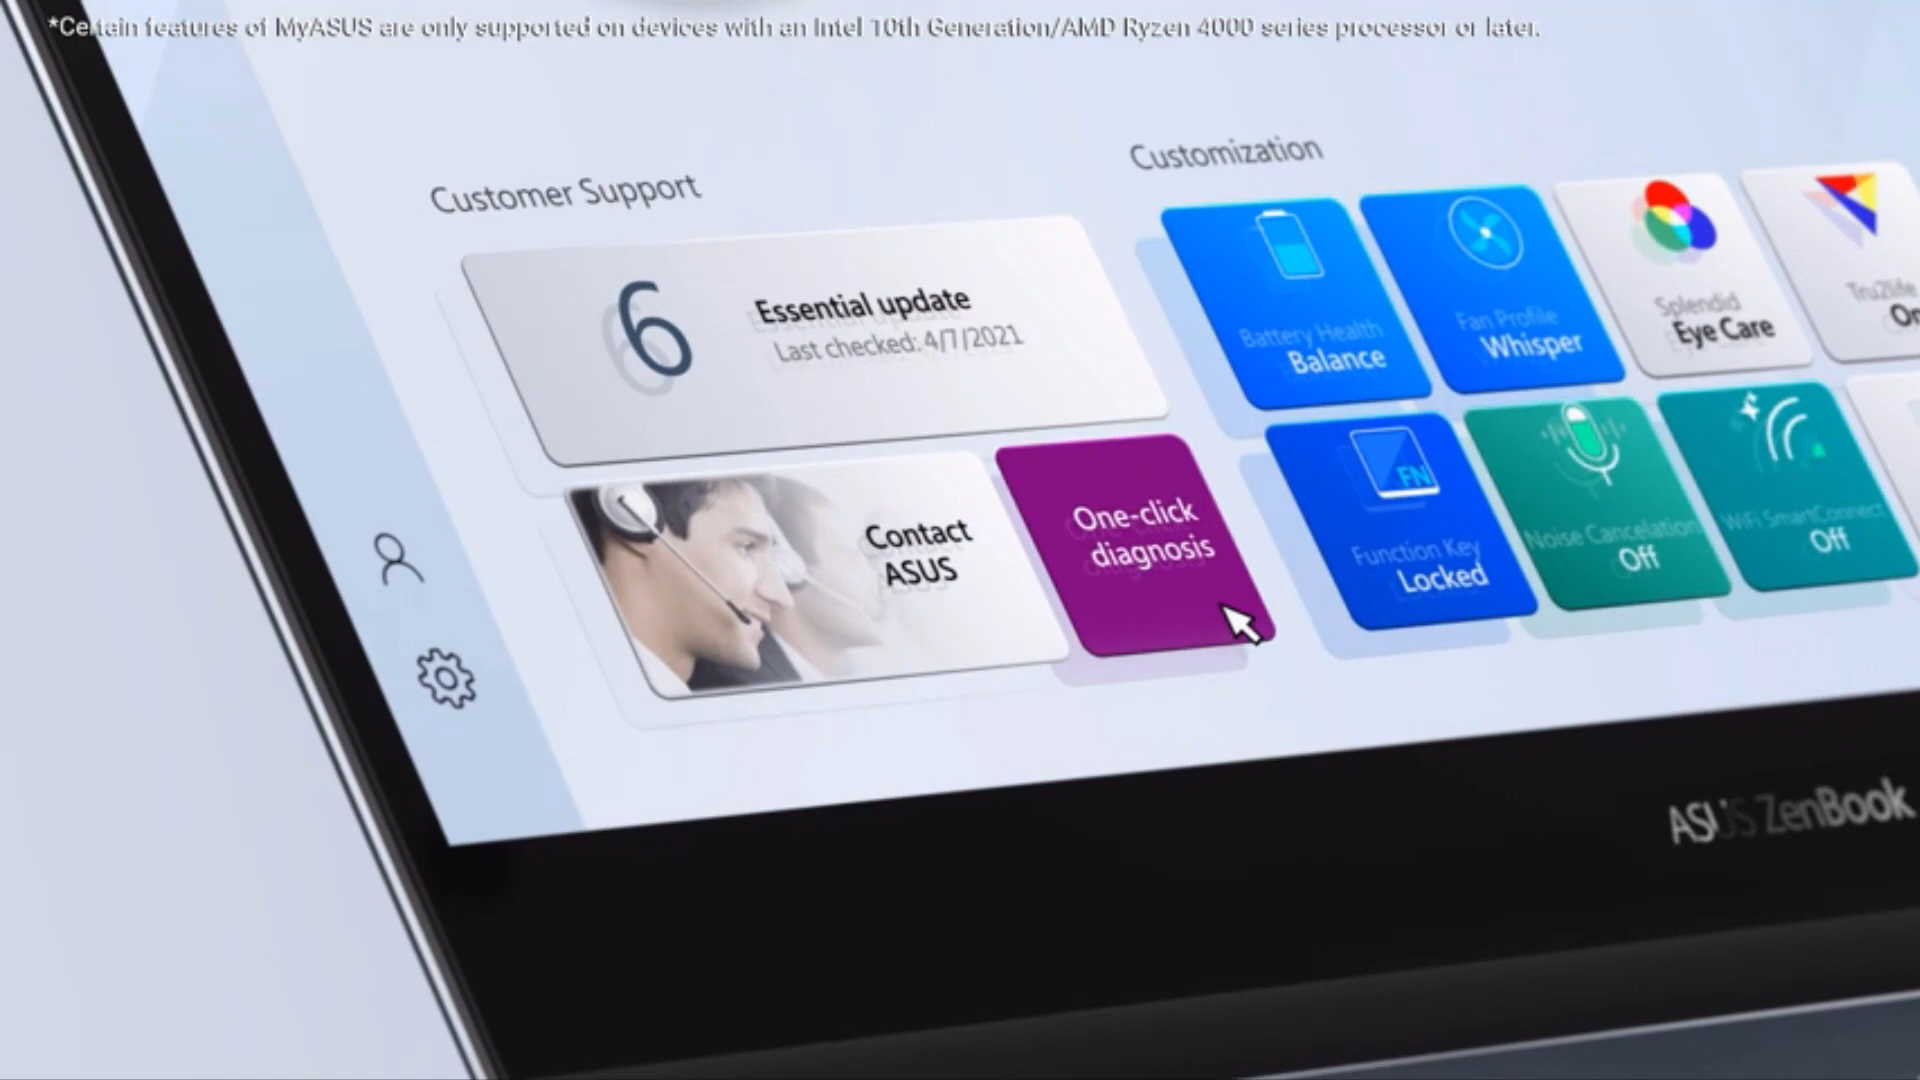 *Certain features of MyASUS are only supported on devices with an Intel 10th Generation/AMD Ryzen 4000 series processor or later.
Customer Support
Customization
6
Essential update
Last checked: 4/7/2021
Battery Health
Balance
Fan Profile
Whisper
Splendid
Eye Care
Tru2life
On
Contact
ASUS
One-click
diagnosis
FN
Function Key
Locked
Noise Cancelation
Off
WiFi SmartConnect
Off
ASUS ZenBook